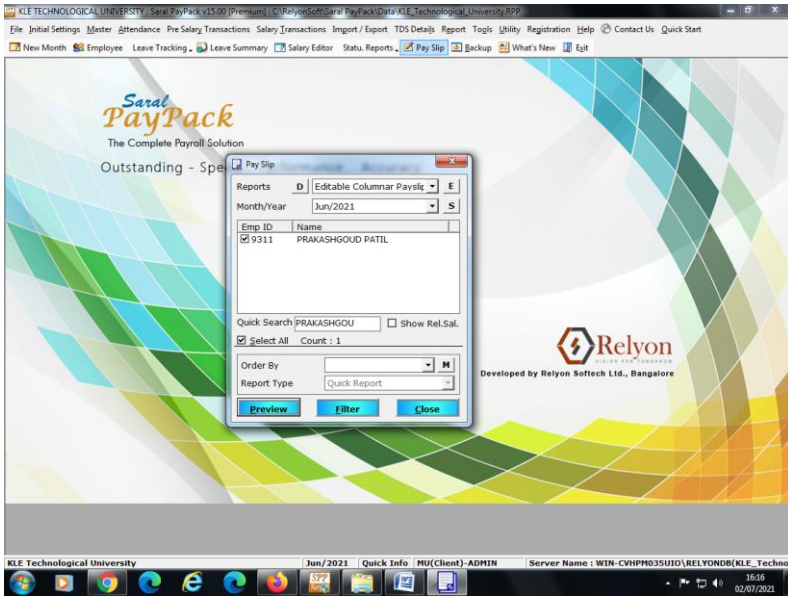 KLE TECHNOLOGICAL UNIVERSITY : Saral PayPack v15.00 [Premium] : C:\RelyonSoft\Saral PayPack\Data\KLE_Technological_University.RPP
File Initial Settings Master Attendance Pre Salary Transactions Salary Transactions Import / Export TDS Details Report Tools Utility Registration Help Contact Us Quick Start
New Month Employee Leave Tracking Leave Summary Salary Editor Statu. Reports Pay Slip Backup What's New Exit
Saral
PayPack
The Complete Payroll Solution
Outstanding - Spe
Pay Slip
Reports D Editable Columnar Payslip E
Month/Year Jun/2021 S
Emp ID Name
9311 PRAKASHGOUD PATIL
Quick Search PRAKASHGOU Show Rel.Sal.
Select All Count : 1
Order By M
Report Type Quick Report
Preview Filter Close
Relyon
VISION FOR TOMORROW
Developed by Relyon Softech Ltd., Bangalore
KLE Technological University Jun/2021 Quick Info MU(Client)-ADMIN Server Name : WIN-CVHPM035UIO\RELYONDB(KLE_Techno
SPP
16:16
02/07/2021